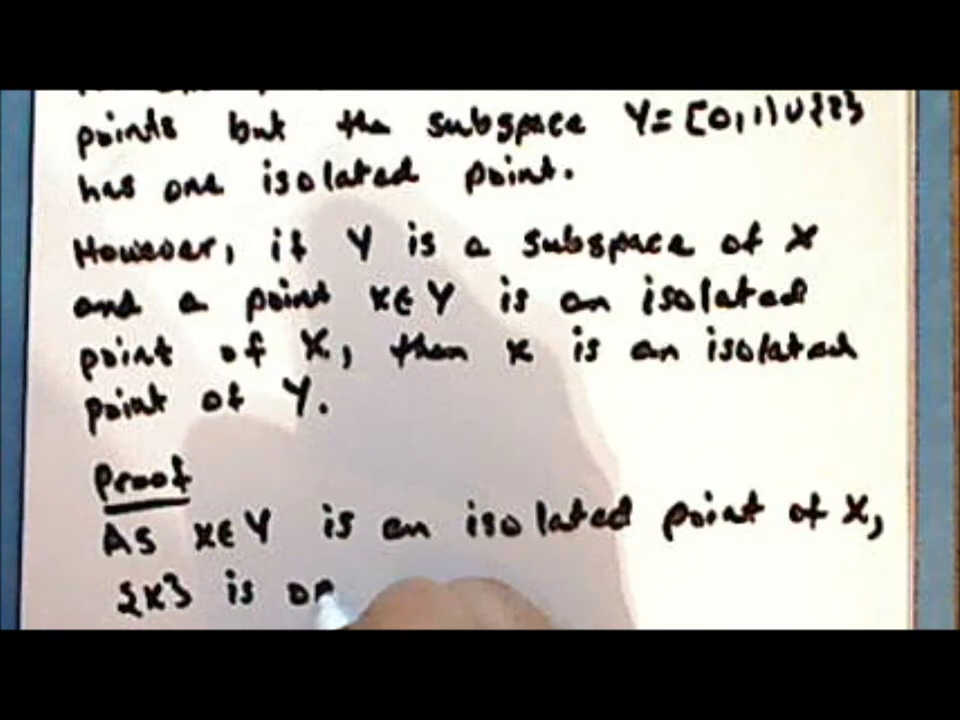 points but the subspace Y= [0,1) ∪ {2}
has one isolated point.
However, if Y is a subspace of X
and a point x∈Y is an isolated
point of X, then x is an isolated
point of Y.
Proof
As x∈Y is an isolated point of X,
{x} is op